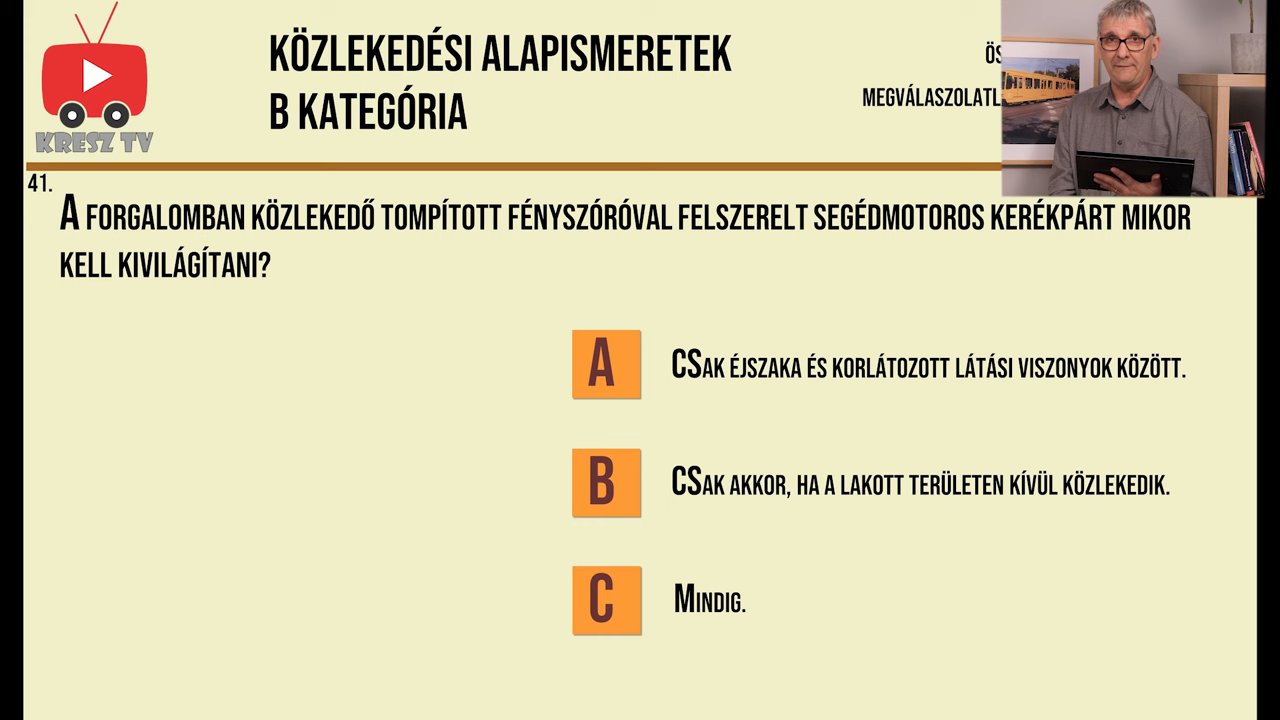 KÖZLEKEDÉSI ALAPISMERETEK
B KATEGÓRIA
KRESZ TV
41.
A FORGALOMBAN KÖZLEKEDŐ TOMPÍTOTT FÉNYSZÓRÓVAL FELSZERELT SEGÉDMOTOROS KERÉKPÁRT MIKOR
KELL KIVILÁGÍTANI?
A CSAK ÉJSZAKA ÉS KORLÁTOZOTT LÁTÁSI VISZONYOK KÖZÖTT.
B CSAK AKKOR, HA A LAKOTT TERÜLETEN KÍVÜL KÖZLEKEDIK.
C MINDIG.